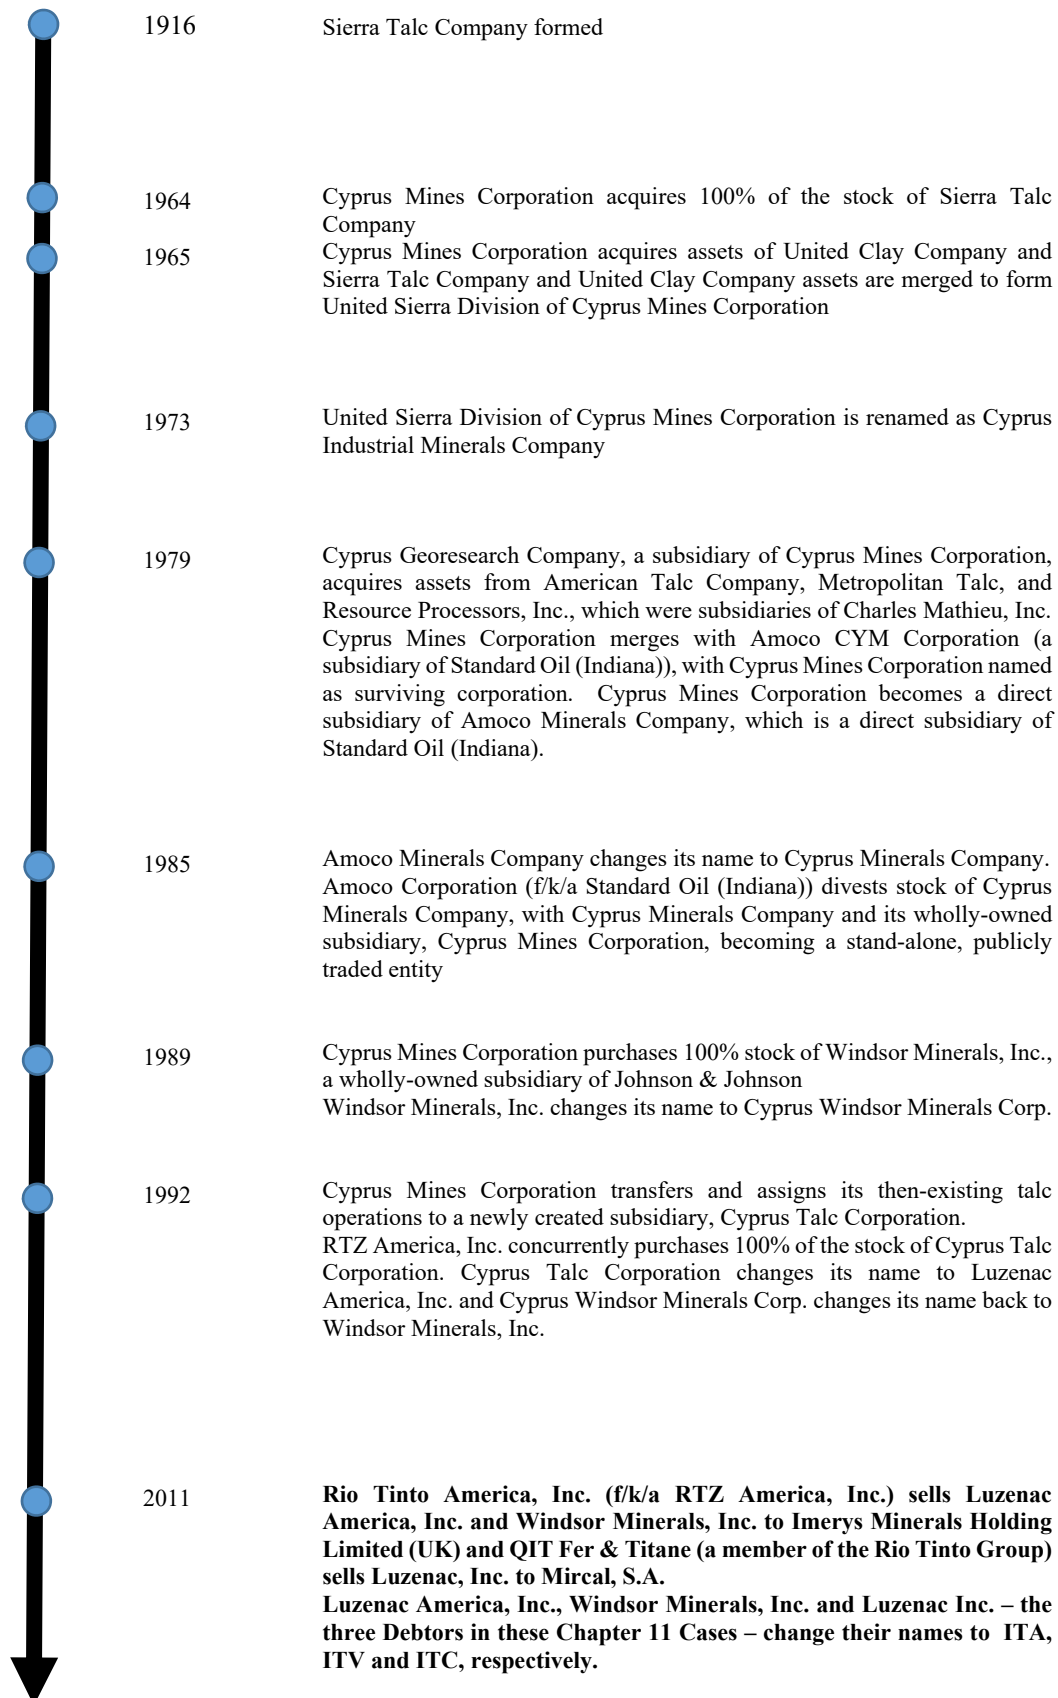 1916 Sierra Talc Company formed
1964 Cyprus Mines Corporation acquires 100% of the stock of Sierra Talc
Company
1965 Cyprus Mines Corporation acquires assets of United Clay Company and
Sierra Talc Company and United Clay Company assets are merged to form
United Sierra Division of Cyprus Mines Corporation
1973 United Sierra Division of Cyprus Mines Corporation is renamed as Cyprus
Industrial Minerals Company
1979 Cyprus Georesearch Company, a subsidiary of Cyprus Mines Corporation,
acquires assets from American Talc Company, Metropolitan Talc, and
Resource Processors, Inc., which were subsidiaries of Charles Mathieu, Inc.
Cyprus Mines Corporation merges with Amoco CYM Corporation (a
subsidiary of Standard Oil (Indiana)), with Cyprus Mines Corporation named
as surviving corporation. Cyprus Mines Corporation becomes a direct
subsidiary of Amoco Minerals Company, which is a direct subsidiary of
Standard Oil (Indiana).
1985 Amoco Minerals Company changes its name to Cyprus Minerals Company.
Amoco Corporation (f/k/a Standard Oil (Indiana)) divests stock of Cyprus
Minerals Company, with Cyprus Minerals Company and its wholly-owned
subsidiary, Cyprus Mines Corporation, becoming a stand-alone, publicly
traded entity
1989 Cyprus Mines Corporation purchases 100% stock of Windsor Minerals, Inc.,
a wholly-owned subsidiary of Johnson & Johnson
Windsor Minerals, Inc. changes its name to Cyprus Windsor Minerals Corp.
1992 Cyprus Mines Corporation transfers and assigns its then-existing talc
operations to a newly created subsidiary, Cyprus Talc Corporation.
RTZ America, Inc. concurrently purchases 100% of the stock of Cyprus Talc
Corporation. Cyprus Talc Corporation changes its name to Luzenac
America, Inc. and Cyprus Windsor Minerals Corp. changes its name back to
Windsor Minerals, Inc.
2011 Rio Tinto America, Inc. (f/k/a RTZ America, Inc.) sells Luzenac
America, Inc. and Windsor Minerals, Inc. to Imerys Minerals Holding
Limited (UK) and QIT Fer & Titane (a member of the Rio Tinto Group)
sells Luzenac, Inc. to Mircal, S.A.
Luzenac America, Inc., Windsor Minerals, Inc. and Luzenac Inc. – the
three Debtors in these Chapter 11 Cases – change their names to ITA,
ITV and ITC, respectively.